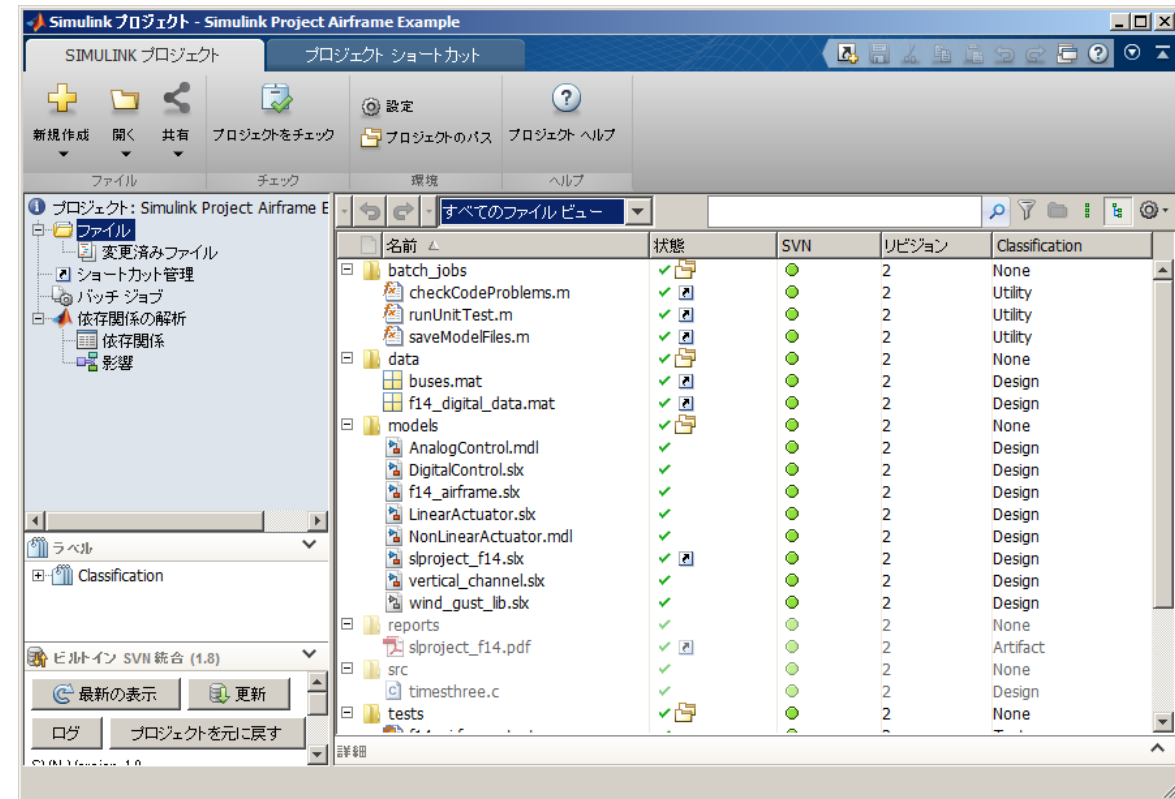 Simulink プロジェクト - Simulink Project Airframe Example
SIMULINK プロジェクト
プロジェクト ショートカット
新規作成 開く 共有 プロジェクトをチェック
設定
プロジェクトのパス
プロジェクト ヘルプ
ファイル チェック 環境 ヘルプ
プロジェクト: Simulink Project Airframe E
ファイル
変更済みファイル
ショートカット管理
バッチ ジョブ
依存関係の解析
依存関係
影響
ラベル
Classification
ビルトイン SVN 統合 (1.8)
最新の表示 更新
ログ プロジェクトを元に戻す
すべてのファイル ビュー
名前 状態 SVN リビジョン Classification
batch_jobs 2 None
checkCodeProblems.m 2 Utility
runUnitTest.m 2 Utility
saveModelFiles.m 2 Utility
data 2 None
buses.mat 2 Design
f14_digital_data.mat 2 Design
models 2 None
AnalogControl.mdl 2 Design
DigitalControl.slx 2 Design
f14_airframe.slx 2 Design
LinearActuator.slx 2 Design
NonLinearActuator.mdl 2 Design
slproject_f14.slx 2 Design
vertical_channel.slx 2 Design
wind_gust_lib.slx 2 Design
reports 2 None
slproject_f14.pdf 2 Artifact
src 2 None
timesthree.c 2 Design
tests 2 None
詳細